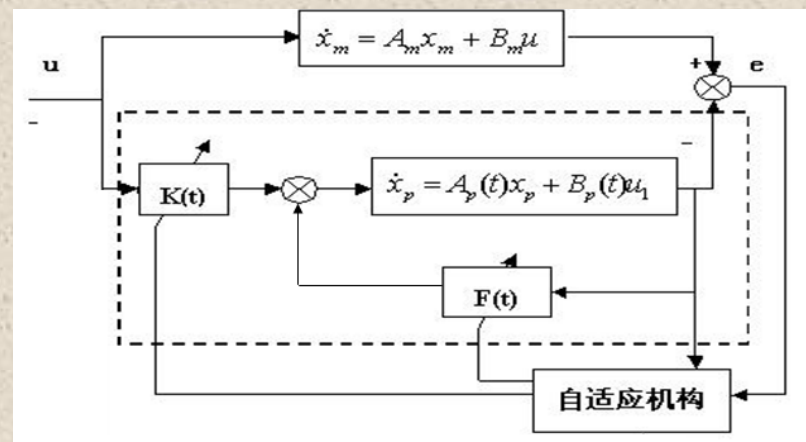 ẋ_m = A_m x_m + B_m u
u
+
e
-
-
K(t)
ẋ_p = A_p(t)x_p + B_p(t)u_1
F(t)
自适应机构